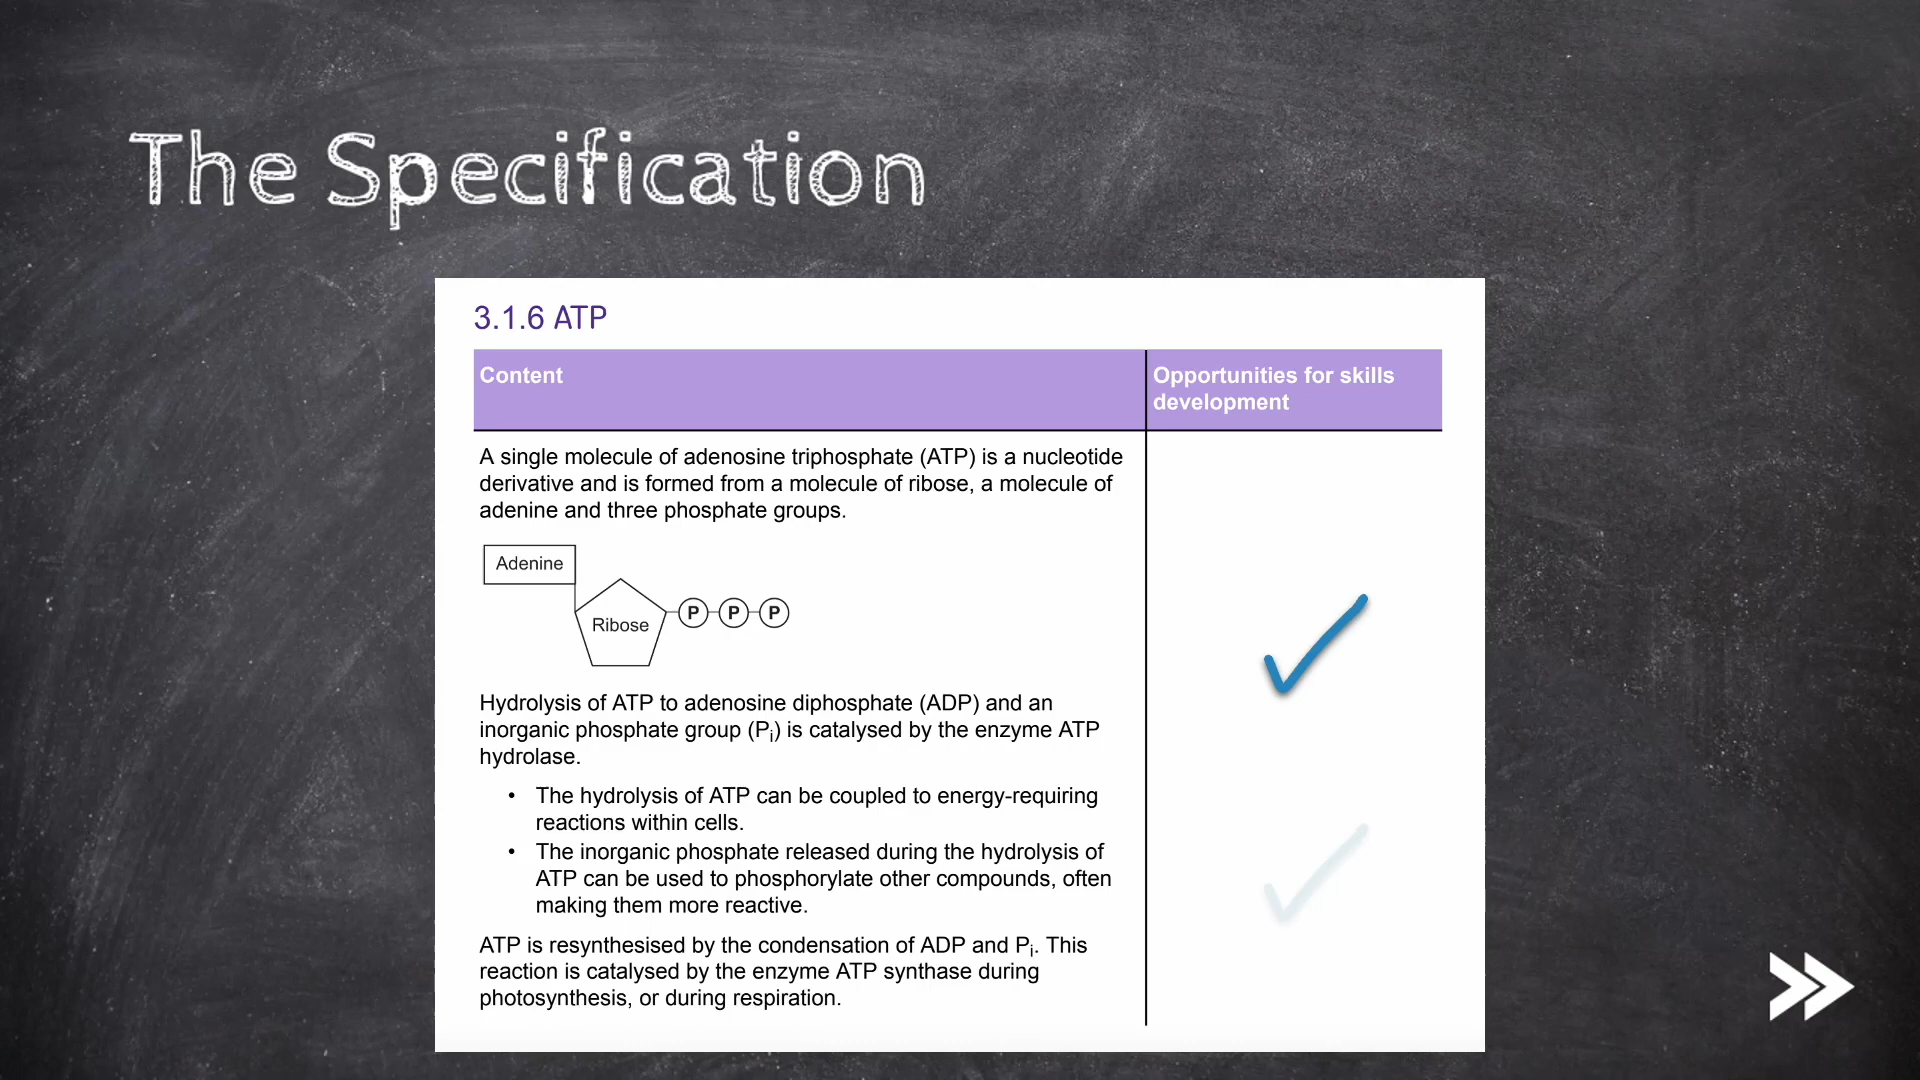 The Specification
3.1.6 ATP
Content
Opportunities for skills
development
A single molecule of adenosine triphosphate (ATP) is a nucleotide
derivative and is formed from a molecule of ribose, a molecule of
adenine and three phosphate groups.
Adenine
Ribose
P P P
Hydrolysis of ATP to adenosine diphosphate (ADP) and an
inorganic phosphate group (Pi) is catalysed by the enzyme ATP
hydrolase.
• The hydrolysis of ATP can be coupled to energy-requiring
reactions within cells.
• The inorganic phosphate released during the hydrolysis of
ATP can be used to phosphorylate other compounds, often
making them more reactive.
ATP is resynthesised by the condensation of ADP and Pi. This
reaction is catalysed by the enzyme ATP synthase during
photosynthesis, or during respiration.